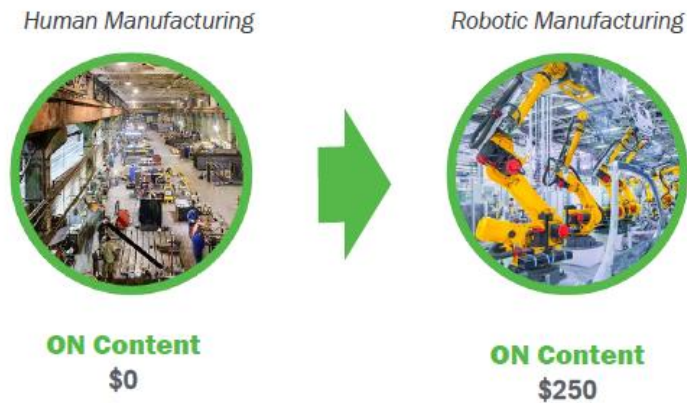 Human Manufacturing
Robotic Manufacturing
ON Content
$0
ON Content
$250